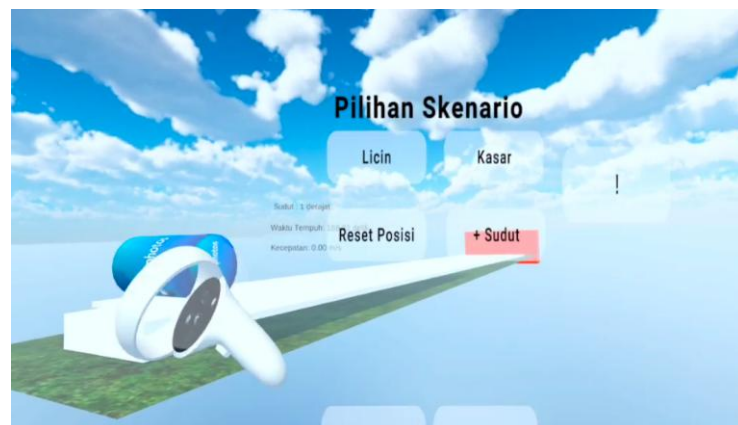 Pilihan Skenario
Licin
Kasar
!
Sudut : 1 derajat
Waktu Tempuh:
Reset Posisi
+ Sudut
Kecepatan: 0.00 m/s